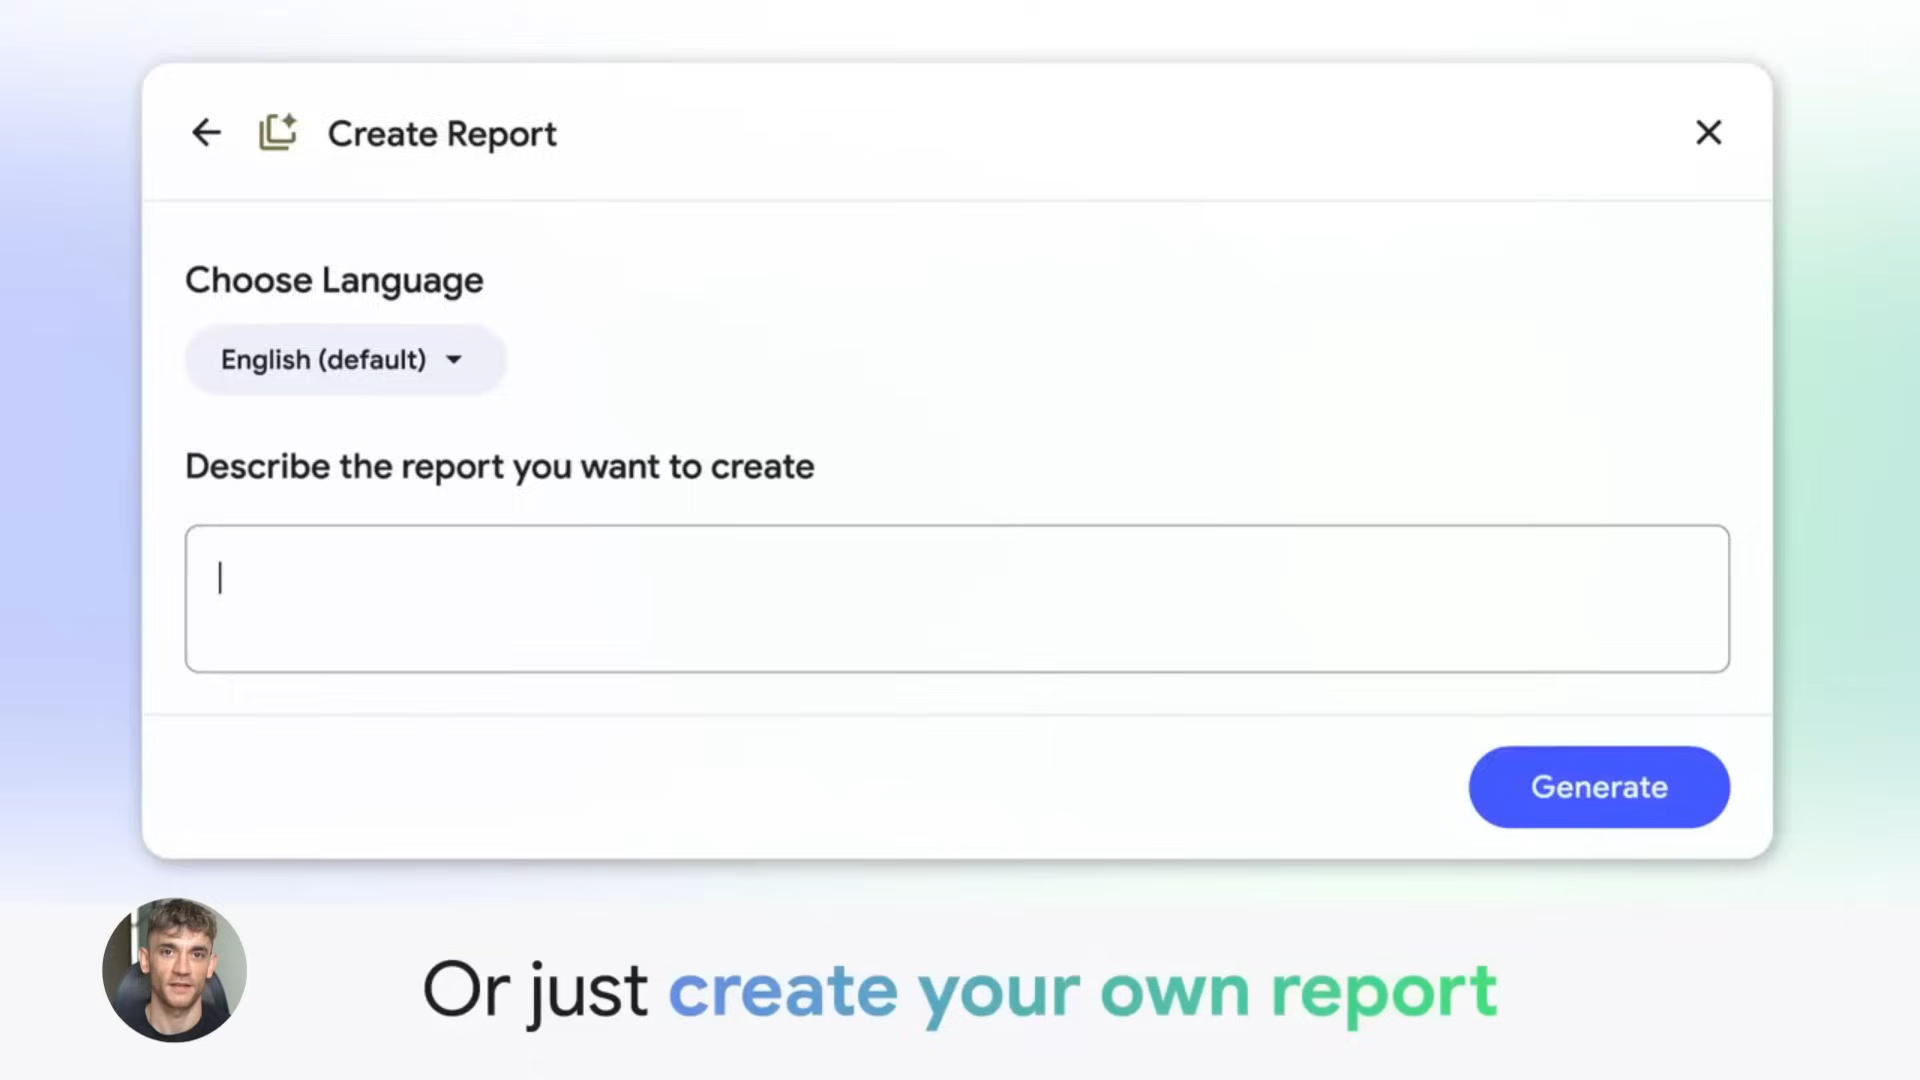 Create Report
Choose Language
English (default)
Describe the report you want to create
Generate
Or just create your own report